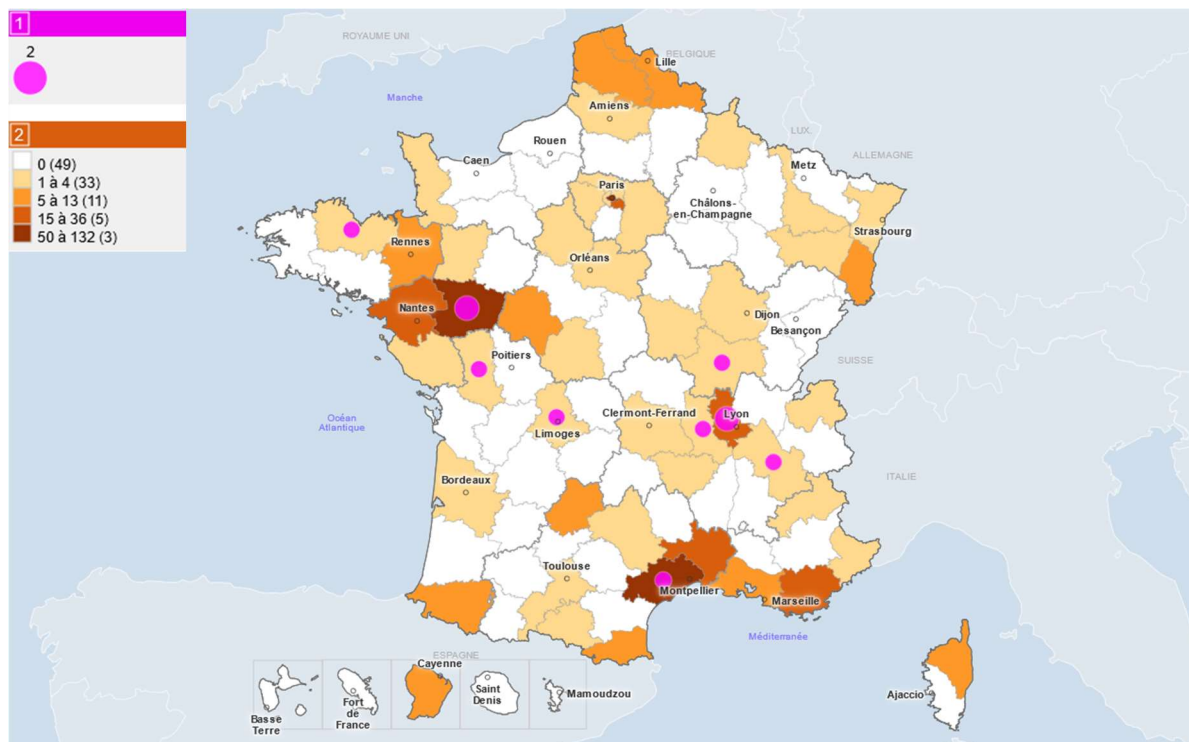 1
2
2
0 (49)
1 à 4 (33)
5 à 13 (11)
15 à 36 (5)
50 à 132 (3)
ROYAUME UNI
BELGIQUE
Lille
Manche
Amiens
LUX.
Rouen
Caen
Metz
ALLEMAGNE
Paris
Châlons-
en-Champagne
Strasbourg
Rennes
Orléans
Nantes
Dijon
Besançon
Poitiers
SUISSE
Océan
Atlantique
Clermont-Ferrand
Lyon
Limoges
ITALIE
Bordeaux
Toulouse
Montpellier
Marseille
Méditerranée
ESPAGNE
Cayenne
Saint
Denis
Mamoudzou
Ajaccio
Basse
Terre
Fort
de
France